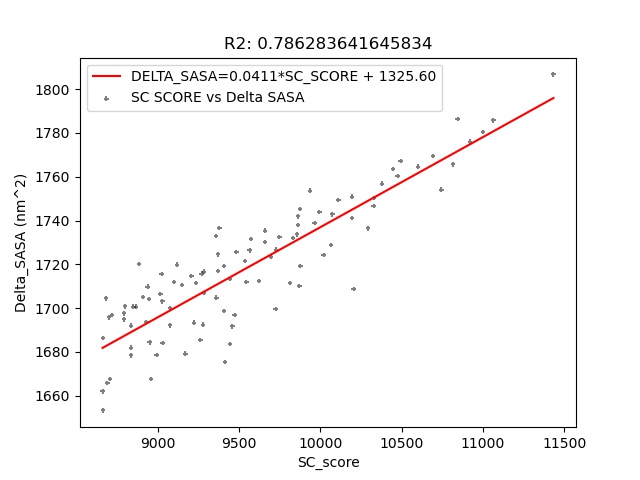 R2: 0.786283641645834
DELTA_SASA=0.0411*SC_SCORE + 1325.60
SC SCORE vs Delta SASA
Delta_SASA (nm^2)
1800
1780
1760
1740
1720
1700
1680
1660
9000 9500 10000 10500 11000 11500
SC_score